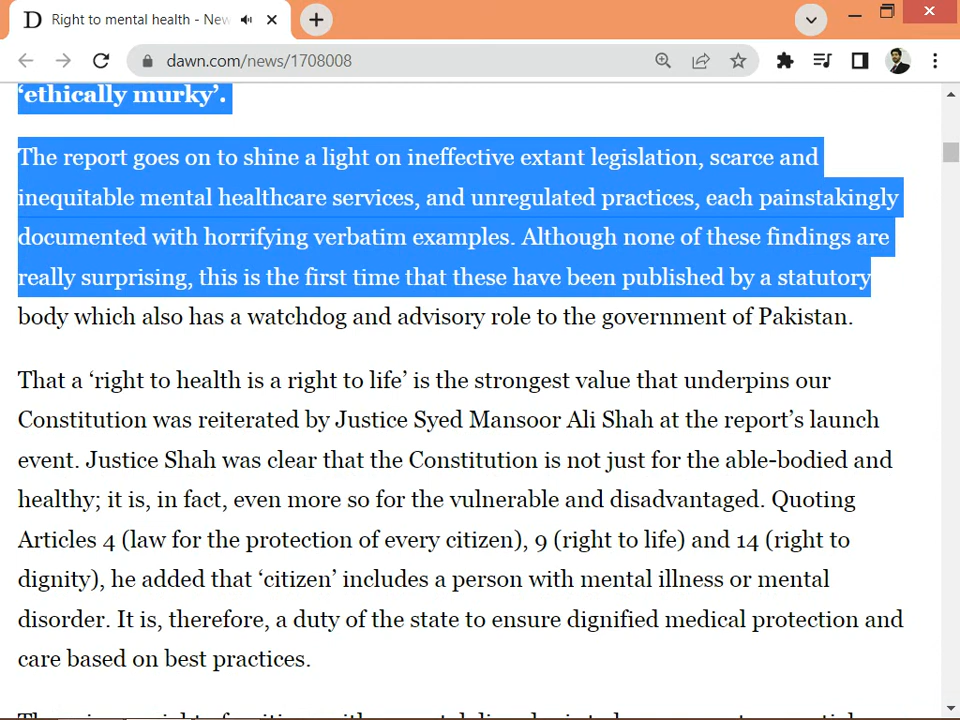 D Right to mental health - New
dawn.com/news/1708008
‘ethically murky’.
The report goes on to shine a light on ineffective extant legislation, scarce and
inequitable mental healthcare services, and unregulated practices, each painstakingly
documented with horrifying verbatim examples. Although none of these findings are
really surprising, this is the first time that these have been published by a statutory
body which also has a watchdog and advisory role to the government of Pakistan.
That a ‘right to health is a right to life’ is the strongest value that underpins our
Constitution was reiterated by Justice Syed Mansoor Ali Shah at the report’s launch
event. Justice Shah was clear that the Constitution is not just for the able-bodied and
healthy; it is, in fact, even more so for the vulnerable and disadvantaged. Quoting
Articles 4 (law for the protection of every citizen), 9 (right to life) and 14 (right to
dignity), he added that ‘citizen’ includes a person with mental illness or mental
disorder. It is, therefore, a duty of the state to ensure dignified medical protection and
care based on best practices.